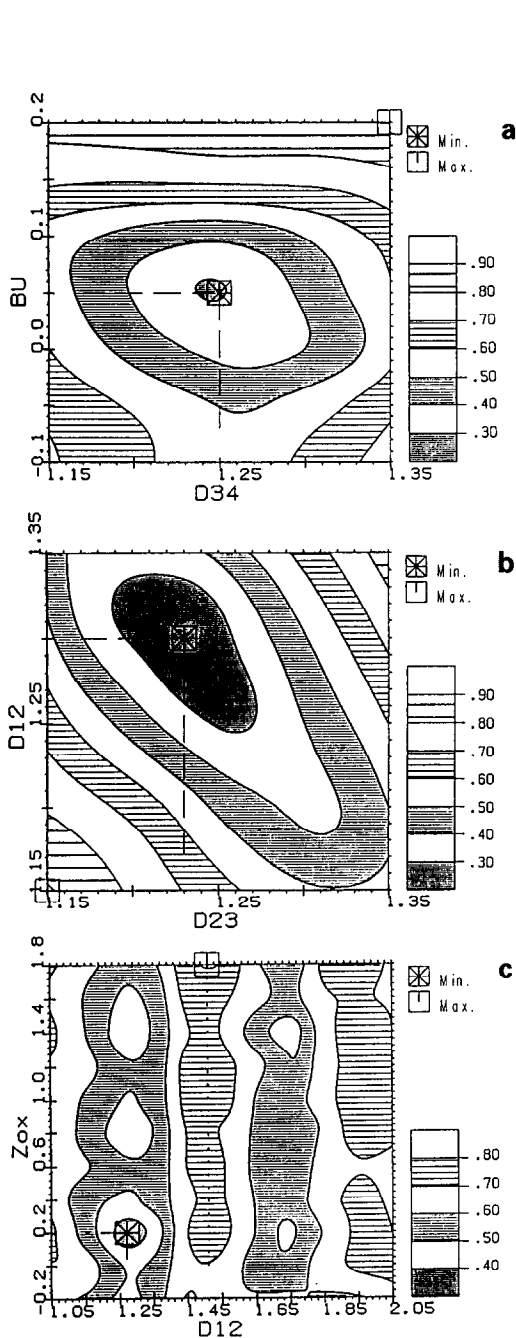 a
Min.
Max.
0.2
0.1
BU
0.0
-0.1
1.15
1.25
1.35
D34
.90
.80
.70
.60
.50
.40
.30
b
Min.
Max.
1.35
1.25
D12
1.15
1.15
1.25
1.35
D23
.90
.80
.70
.60
.50
.40
.30
c
Min.
Max.
1.8
1.4
1.0
Zox
0.6
0.2
-0.2
1.05
1.25
1.45
1.65
1.85
2.05
D12
.80
.70
.60
.50
.40